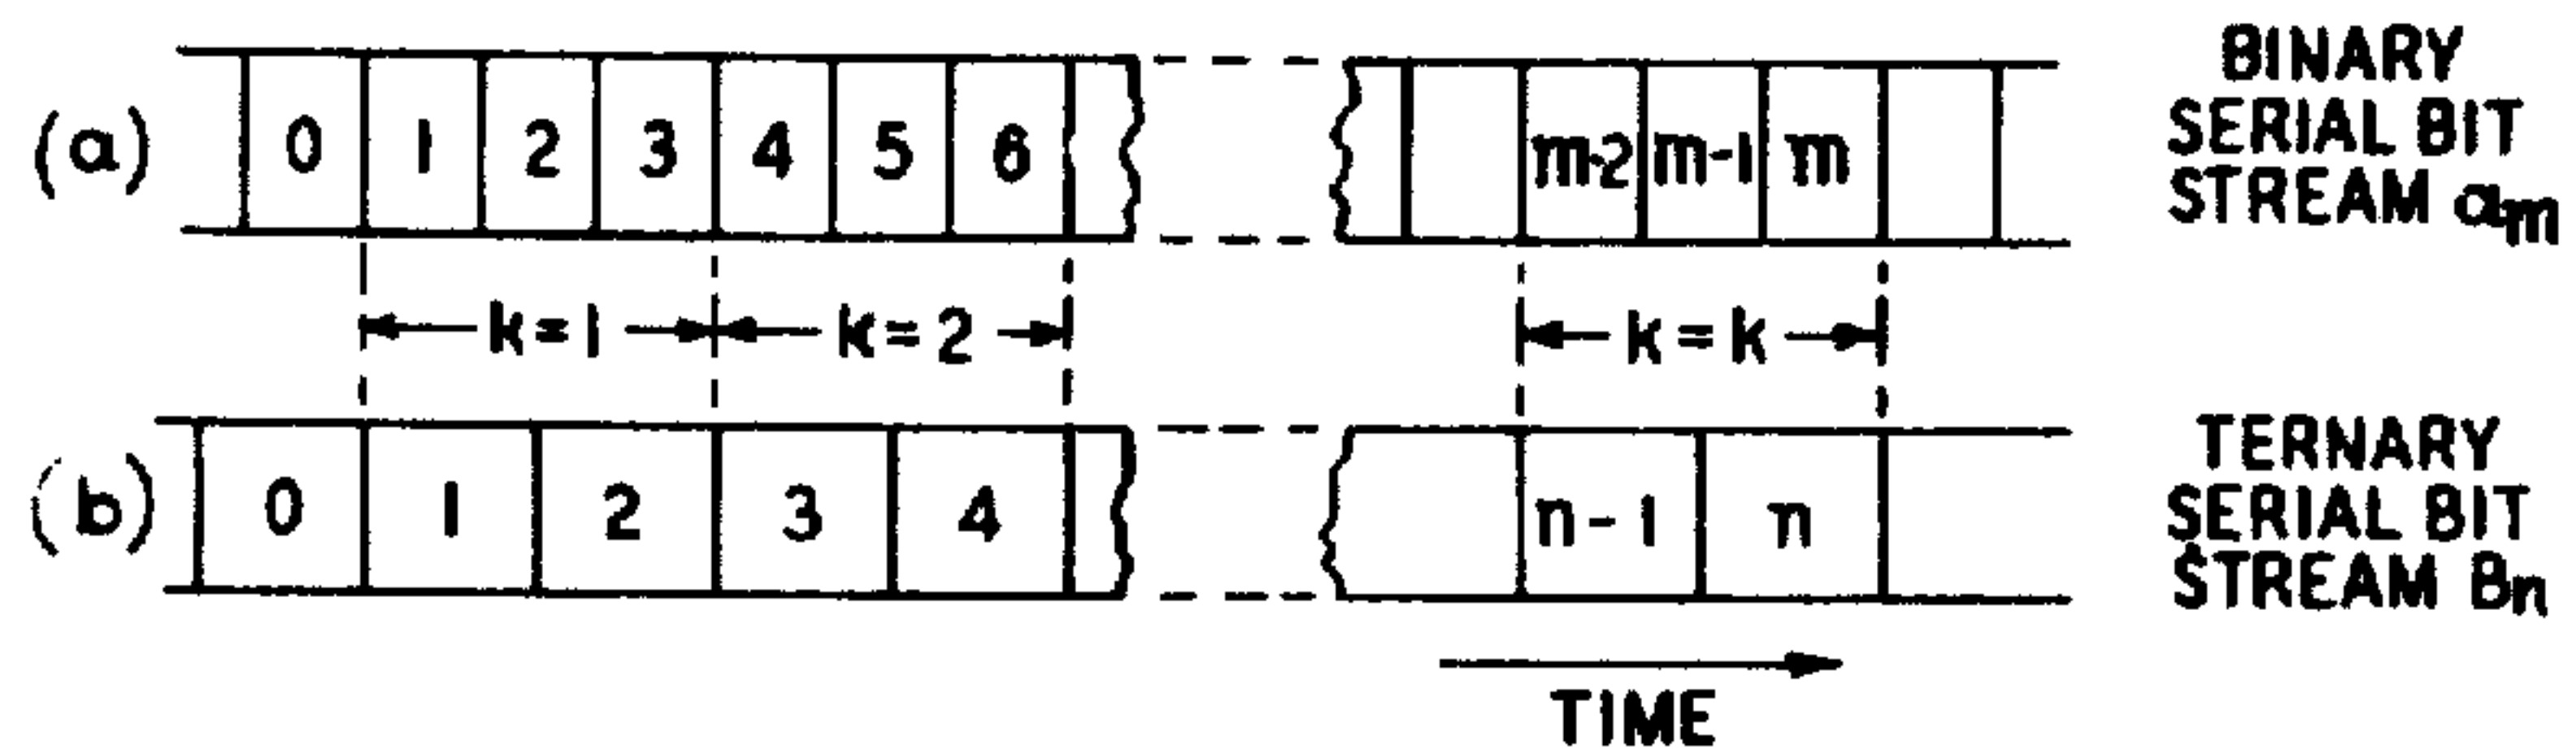 (a) 0 1 2 3 4 5 6 m-2 m-1 m
BINARY
SERIAL BIT
STREAM am
k=1 k=2 k=k
(b) 0 1 2 3 4 n-1 n
TERNARY
SERIAL BIT
STREAM Bn
TIME